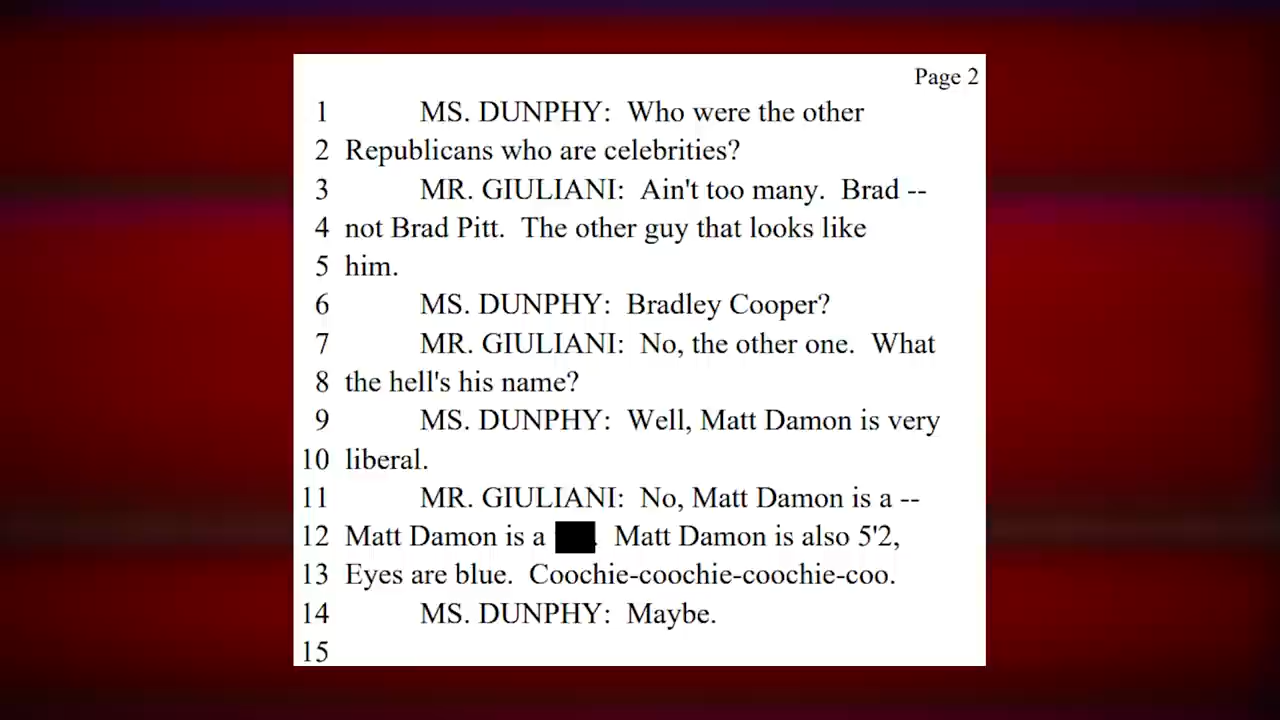 Page 2
1 MS. DUNPHY: Who were the other
2 Republicans who are celebrities?
3 MR. GIULIANI: Ain't too many. Brad --
4 not Brad Pitt. The other guy that looks like
5 him.
6 MS. DUNPHY: Bradley Cooper?
7 MR. GIULIANI: No, the other one. What
8 the hell's his name?
9 MS. DUNPHY: Well, Matt Damon is very
10 liberal.
11 MR. GIULIANI: No, Matt Damon is a --
12 Matt Damon is a . Matt Damon is also 5'2,
13 Eyes are blue. Coochie-coochie-coochie-coo.
14 MS. DUNPHY: Maybe.
15